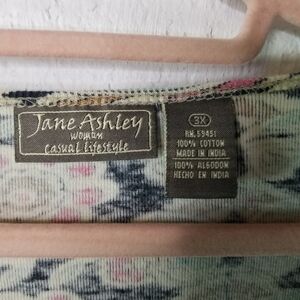 Jane Ashley
woman
casual lifestyle
3X
RN. 59451
100% COTTON
MADE IN INDIA
100% ALGODON
HECHO EN INDIA